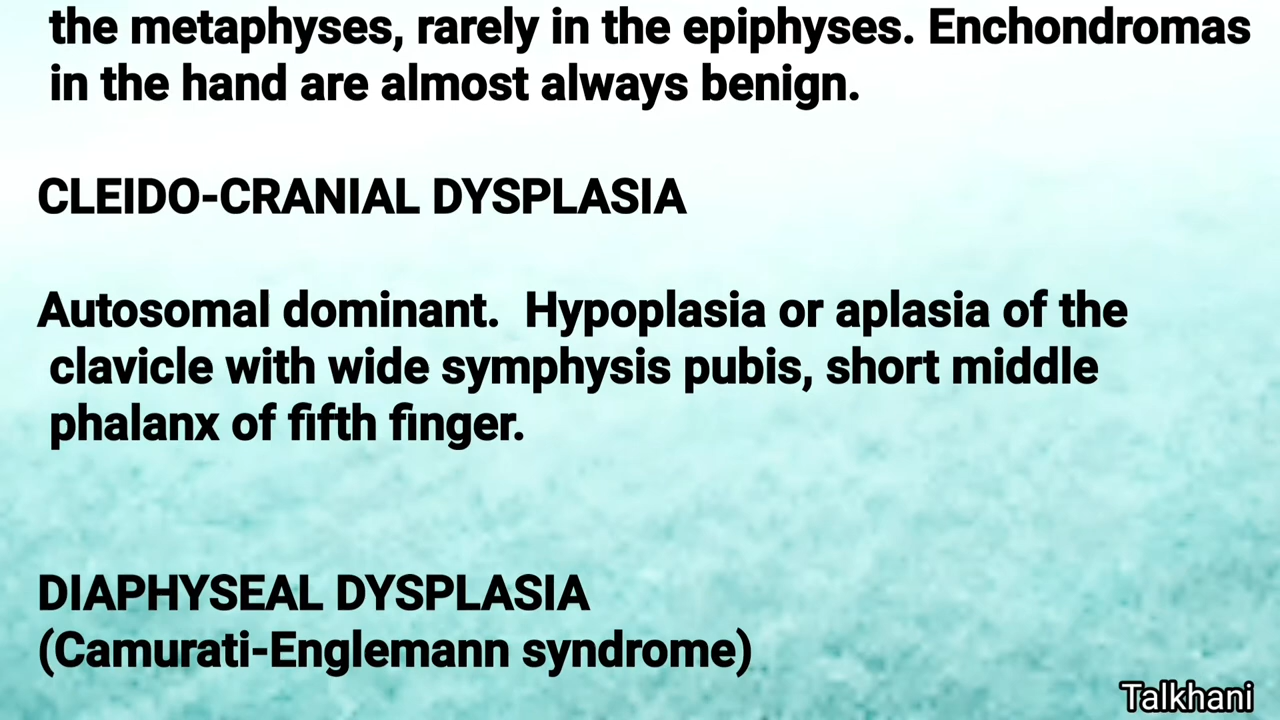 the metaphyses, rarely in the epiphyses. Enchondromas
in the hand are almost always benign.
CLEIDO-CRANIAL DYSPLASIA
Autosomal dominant. Hypoplasia or aplasia of the
clavicle with wide symphysis pubis, short middle
phalanx of fifth finger.
DIAPHYSEAL DYSPLASIA
(Camurati-Englemann syndrome)
Talkhani